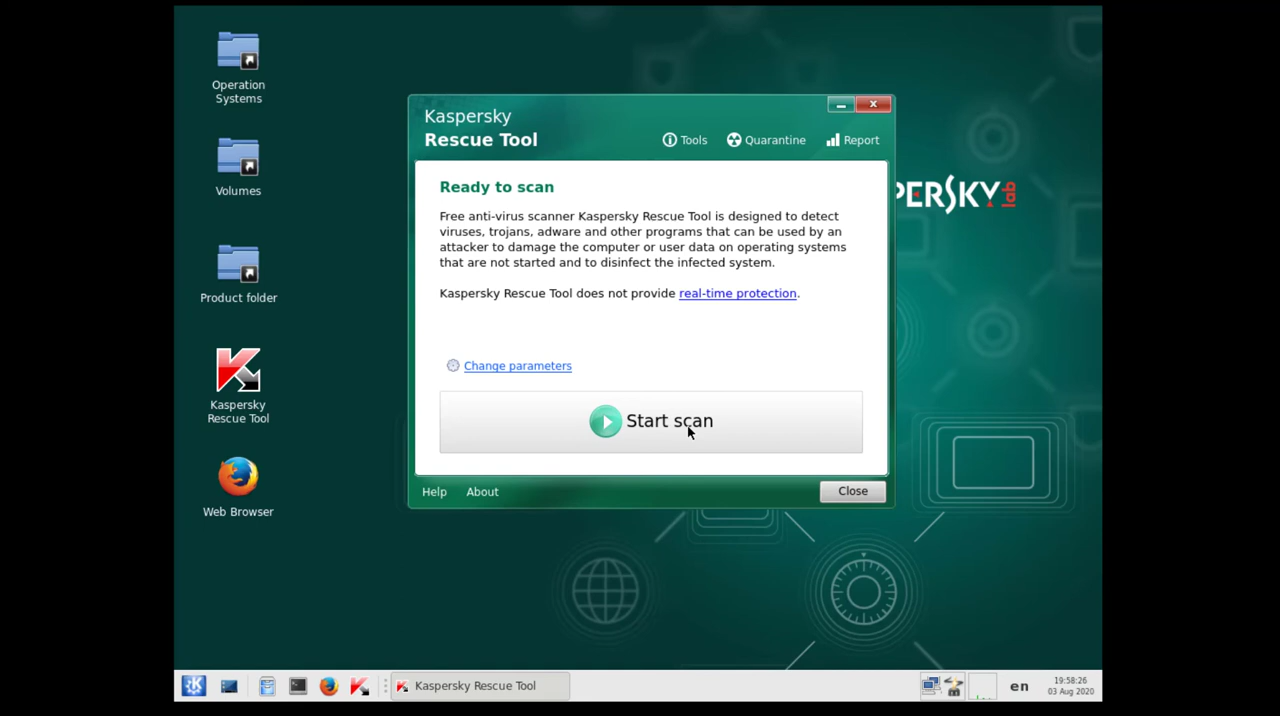 Operation
Systems
Volumes
Product folder
Kaspersky
Rescue Tool
Web Browser
Kaspersky
Rescue Tool
Tools
Quarantine
Report
Ready to scan
Free anti-virus scanner Kaspersky Rescue Tool is designed to detect
viruses, trojans, adware and other programs that can be used by an
attacker to damage the computer or user data on operating systems
that are not started and to disinfect the infected system.
Kaspersky Rescue Tool does not provide real-time protection.
Change parameters
Start scan
Help
About
Close
PERSKY lab
Kaspersky Rescue Tool
en
19:58:26
03 Aug 2020